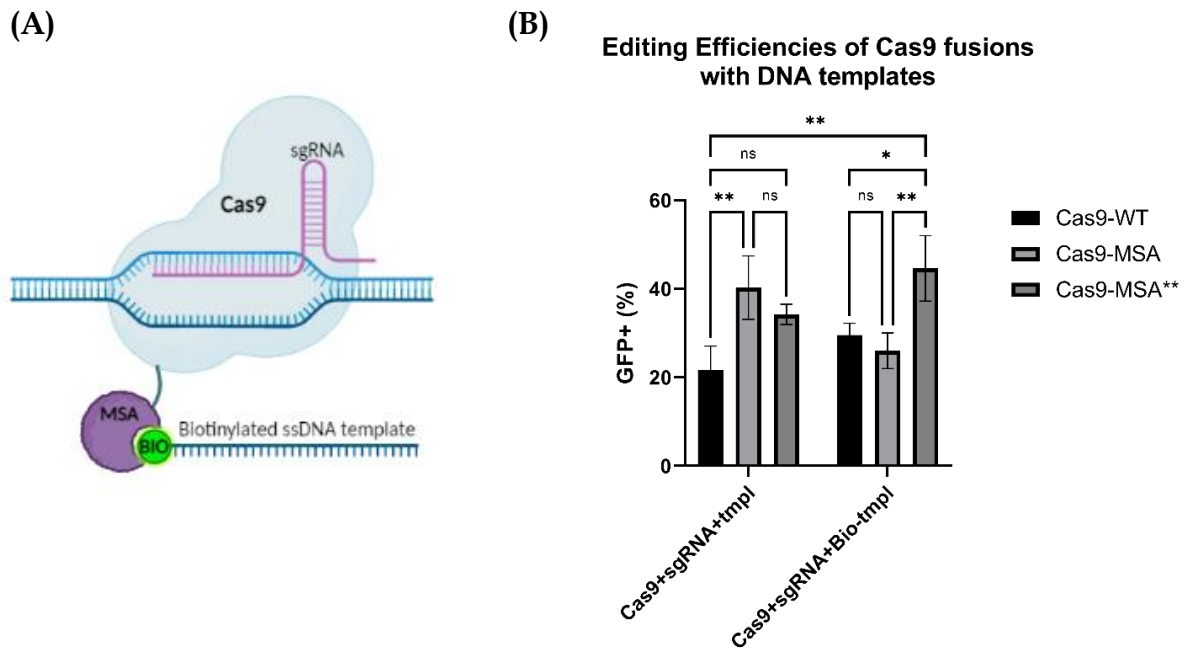 (A)
sgRNA
Cas9
MSA
BIO
Biotinylated ssDNA template
(B)
Editing Efficiencies of Cas9 fusions
with DNA templates
**
ns
*
**
ns
ns
**
60
40
20
0
GFP+ (%)
Cas9+sgRNA+tmpl
Cas9+sgRNA+Bio-tmpl
Cas9-WT
Cas9-MSA
Cas9-MSA**